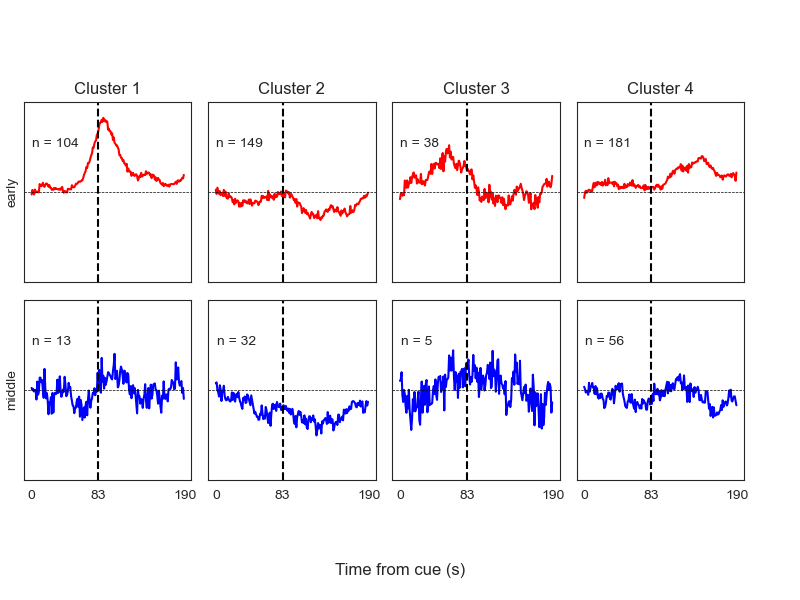 Cluster 1
Cluster 2
Cluster 3
Cluster 4
early
n = 104
n = 149
n = 38
n = 181
middle
n = 13
n = 32
n = 5
n = 56
0 83 190
0 83 190
0 83 190
0 83 190
Time from cue (s)